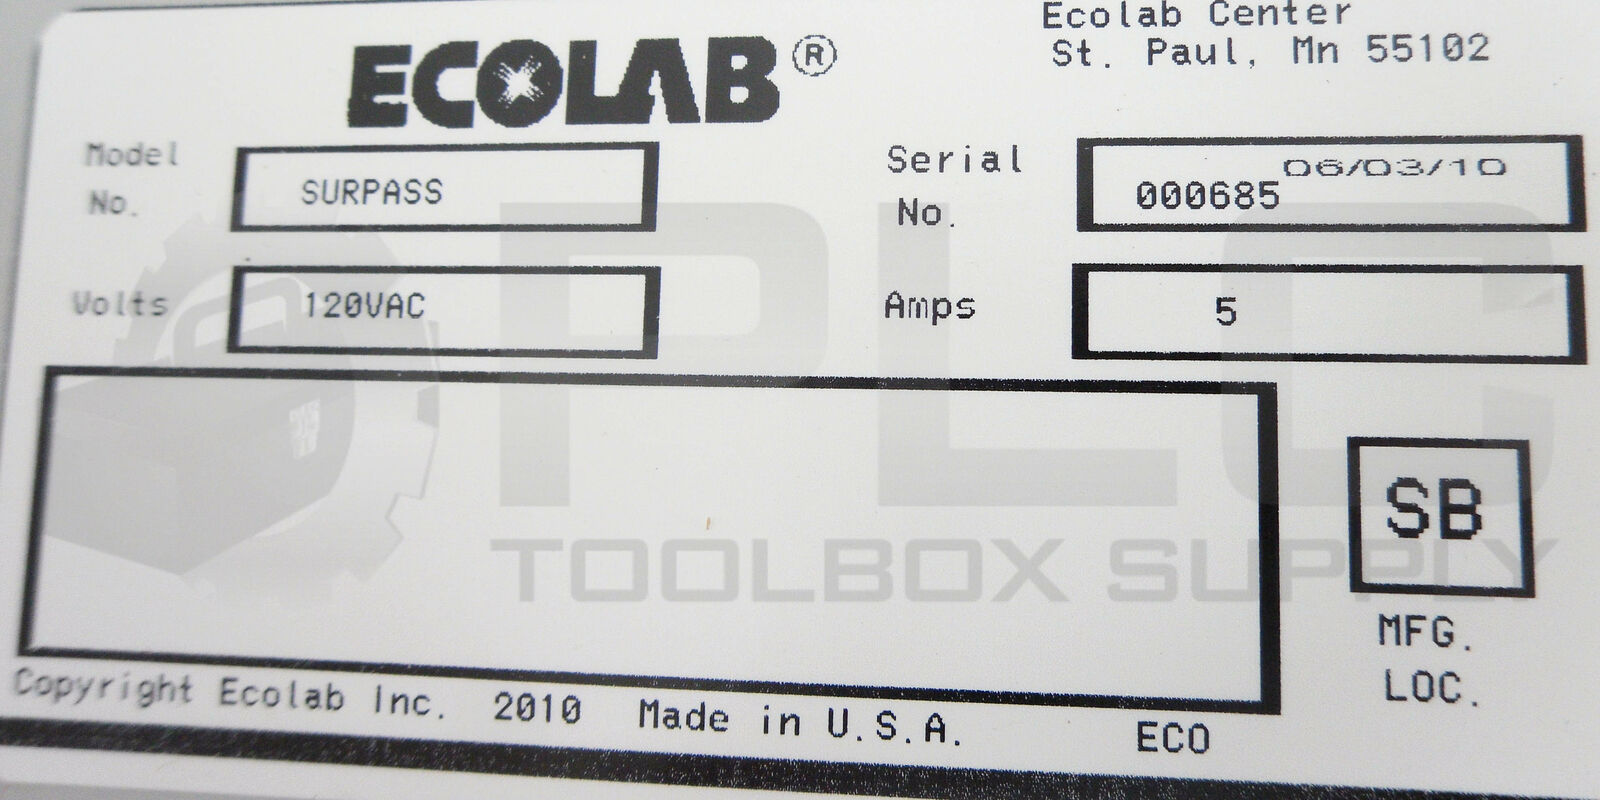 Ecolab Center
St. Paul, Mn 55102
ECOLAB®
Model No.
SURPASS
Serial No.
000685 06/03/10
Volts
120VAC
Amps
5
PLC
TOOLBOX SUPPLY
SB
MFG.
LOC.
Copyright Ecolab Inc. 2010 Made in U.S.A. ECO